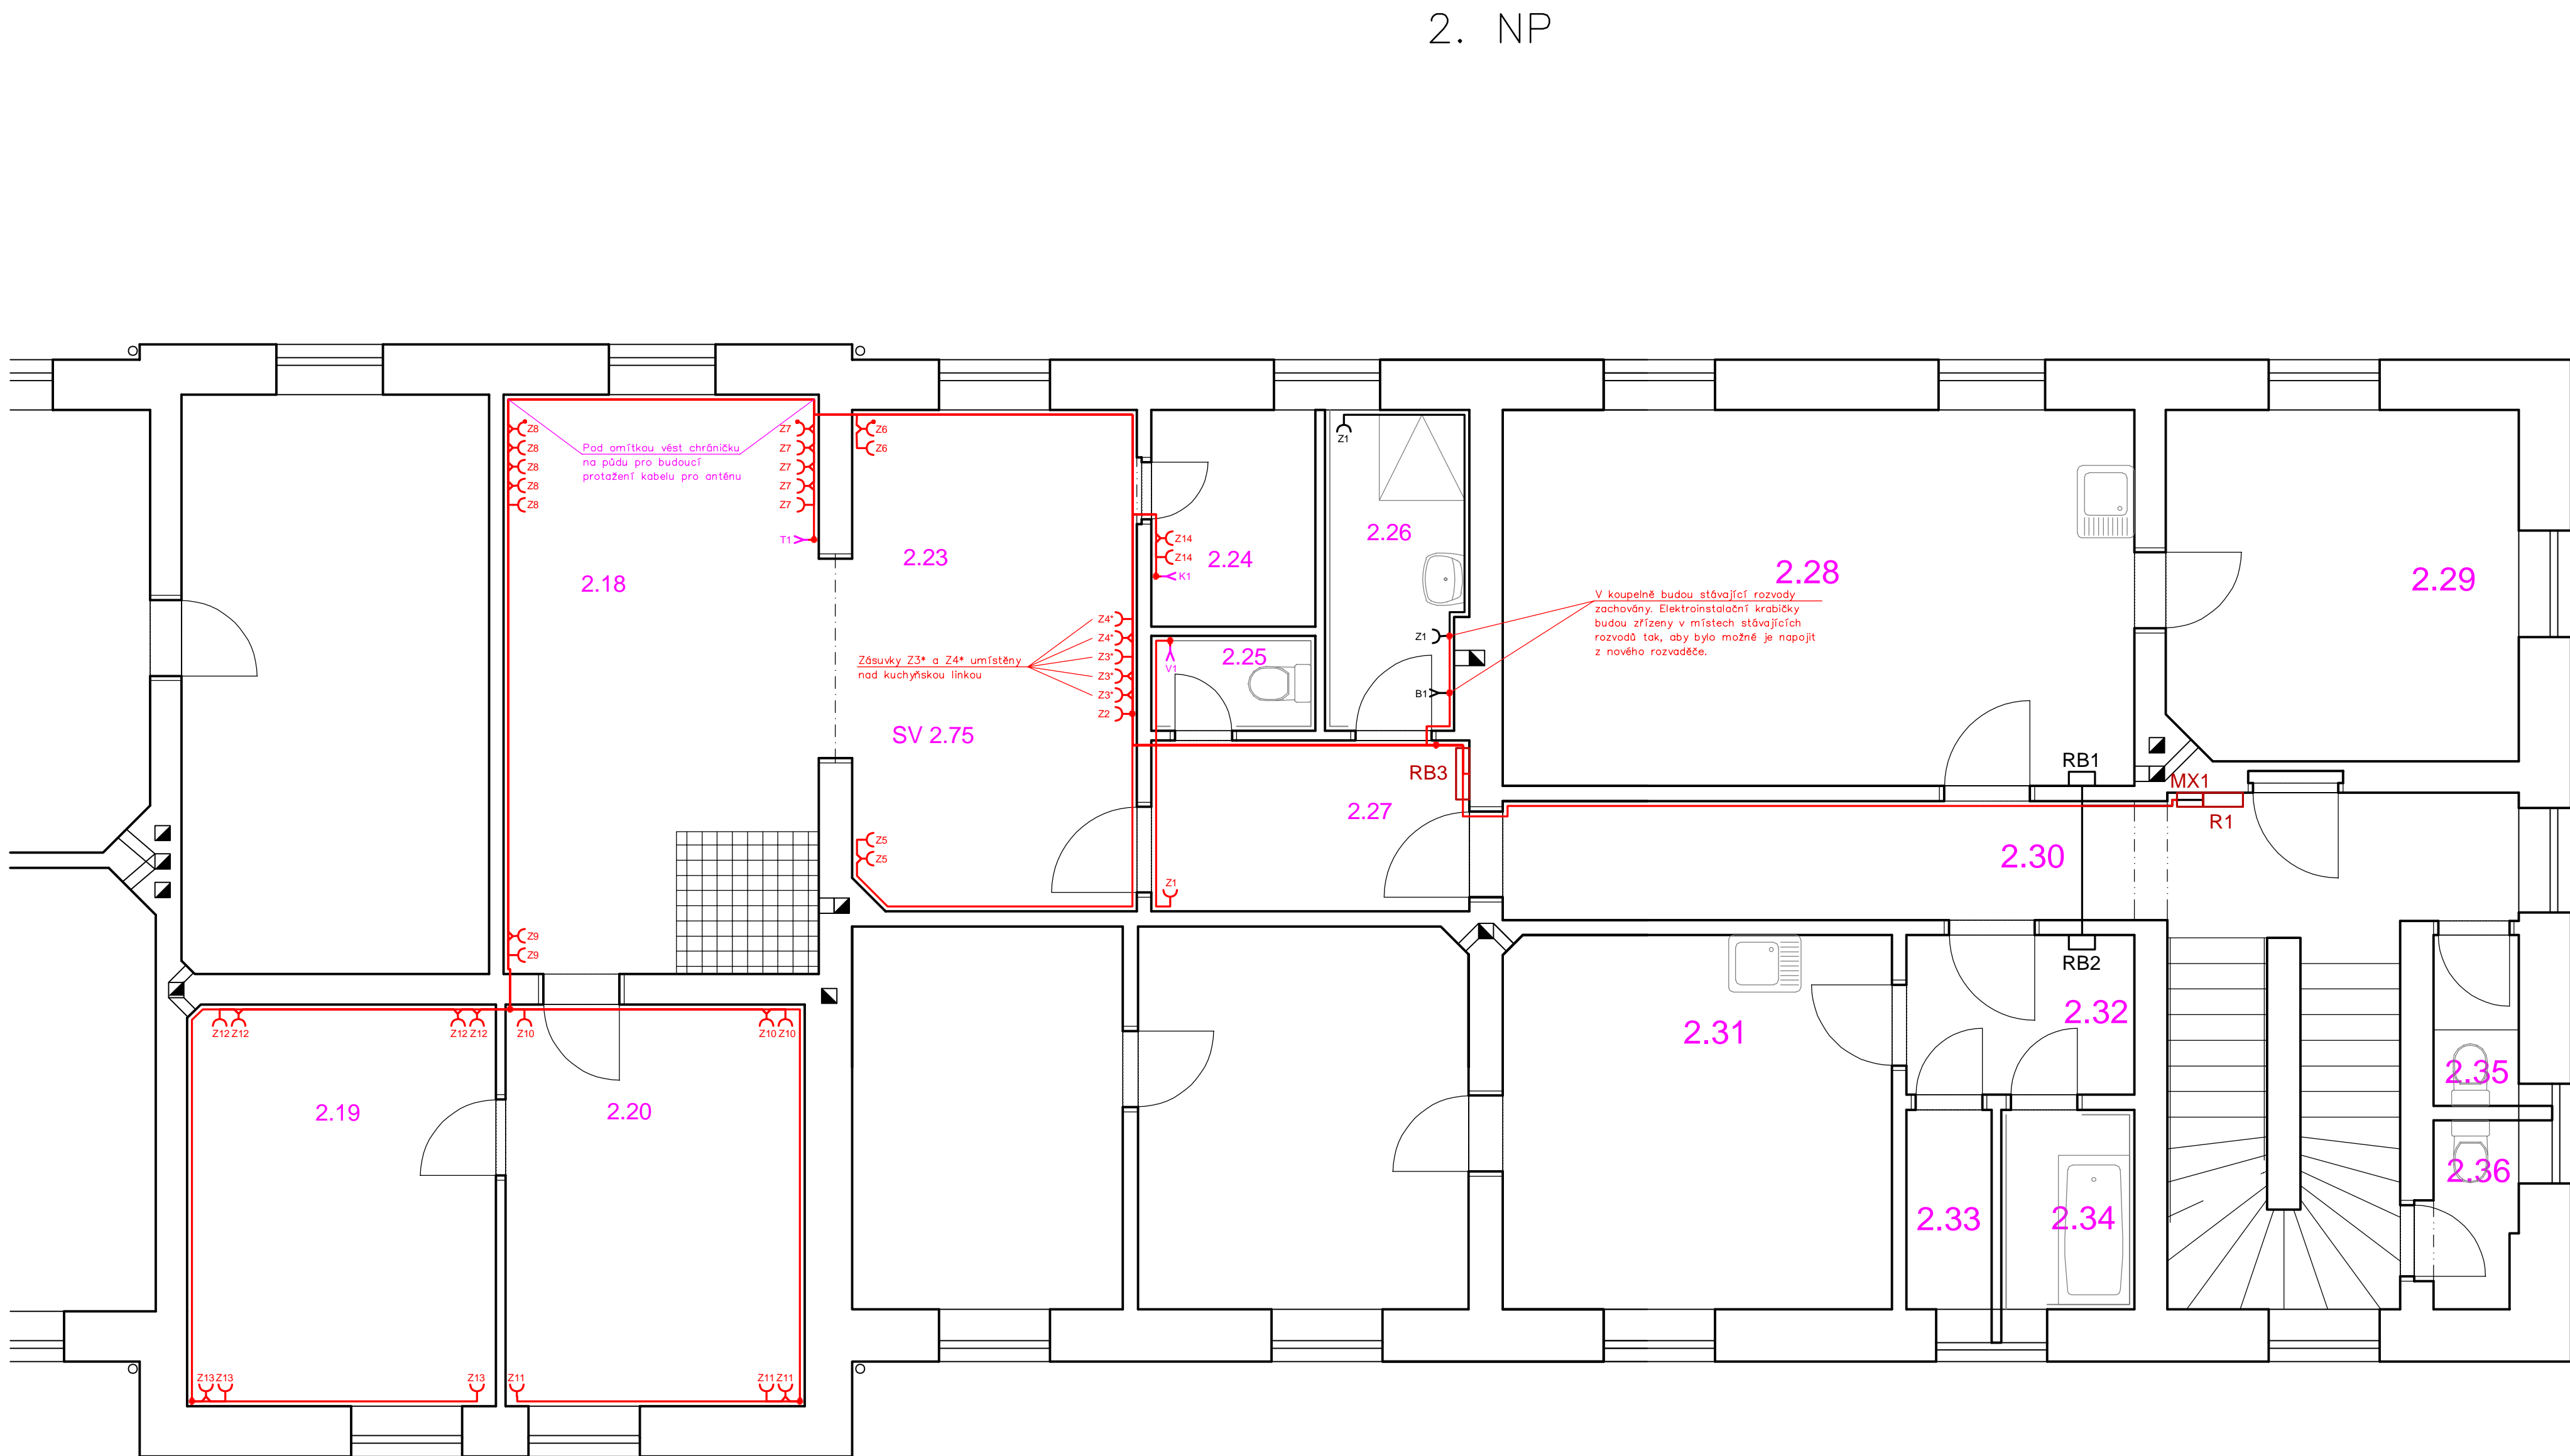 2. NP
Z8
Z8
Z8
Z8
Z8
Pod omítkou vést chráničku
na půdu pro budoucí
protažení kabelu pro anténu
Z7
Z7
Z7
Z7
Z7
T1
Z6
Z6
2.18
2.23
Z14
Z14
K1
2.24
Z1
2.26
2.28
2.29
Z4*
Z4*
Z3*
Z3*
Z3*
Z2
Zásuvky Z3* a Z4* umístěny
nad kuchyňskou linkou
V1
2.25
Z1
B1
V koupelně budou stávající rozvody
zachovány. Elektroinstalační krabičky
budou zřízeny v místech stávajících
rozvodů tak, aby bylo možné je napojit
z nového rozvaděče.
SV 2.75
RB3
RB1
MX1
R1
2.27
2.30
Z5
Z5
Z1
Z9
Z9
RB2
Z12 Z12
Z12 Z12
Z10
Z10 Z10
2.31
2.32
2.35
2.19
2.20
2.36
2.33
2.34
Z13 Z13
Z13
Z11
Z11 Z11